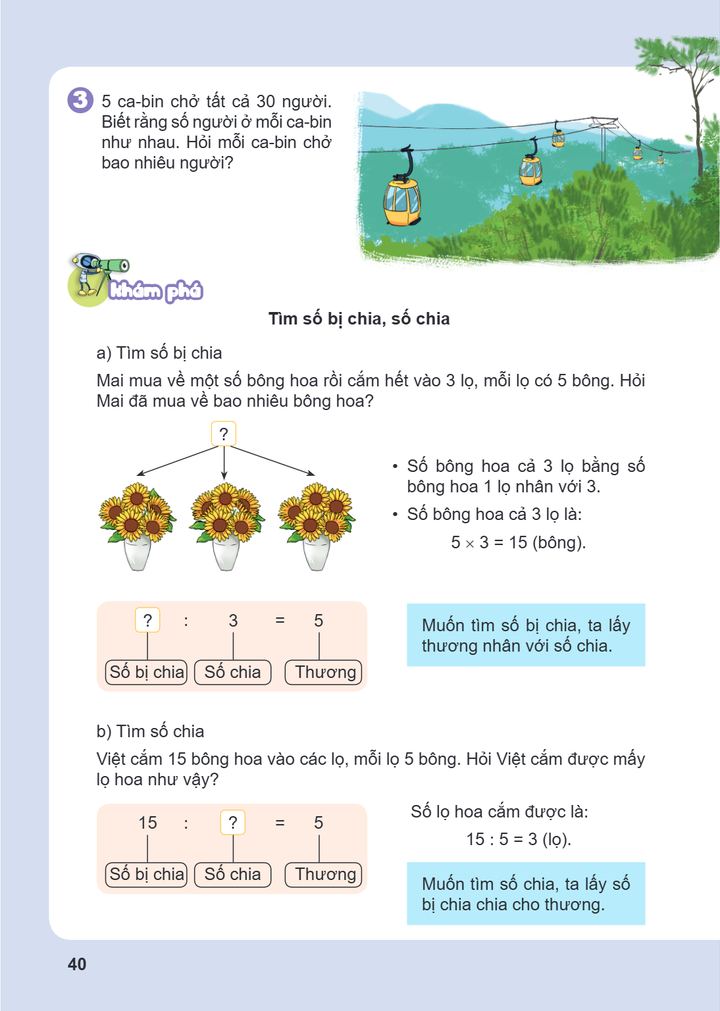 3 5 ca-bin chở tất cả 30 người.
Biết rằng số người ở mỗi ca-bin
như nhau. Hỏi mỗi ca-bin chở
bao nhiêu người?
khám phá
Tìm số bị chia, số chia
a) Tìm số bị chia
Mai mua về một số bông hoa rồi cắm hết vào 3 lọ, mỗi lọ có 5 bông. Hỏi
Mai đã mua về bao nhiêu bông hoa?
?
• Số bông hoa cả 3 lọ bằng số
bông hoa 1 lọ nhân với 3.
• Số bông hoa cả 3 lọ là:
5 × 3 = 15 (bông).
? : 3 = 5
Số bị chia Số chia Thương
Muốn tìm số bị chia, ta lấy
thương nhân với số chia.
b) Tìm số chia
Việt cắm 15 bông hoa vào các lọ, mỗi lọ 5 bông. Hỏi Việt cắm được mấy
lọ hoa như vậy?
15 : ? = 5
Số bị chia Số chia Thương
Số lọ hoa cắm được là:
15 : 5 = 3 (lọ).
Muốn tìm số chia, ta lấy số
bị chia chia cho thương.
40